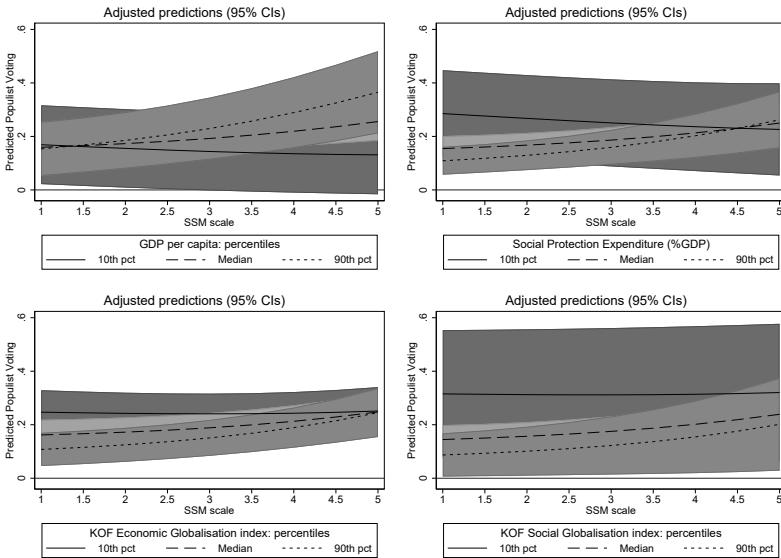 Adjusted predictions (95% CIs)
Predicted Populist Voting
.6
.4
.2
0
1 1.5 2 2.5 3 3.5 4 4.5 5
SSM scale
GDP per capita: percentiles
10th pct Median 90th pct
Adjusted predictions (95% CIs)
Predicted Populist Voting
.6
.4
.2
0
1 1.5 2 2.5 3 3.5 4 4.5 5
SSM scale
Social Protection Expenditure (%GDP)
10th pct Median 90th pct
Adjusted predictions (95% CIs)
Predicted Populist Voting
.6
.4
.2
0
1 1.5 2 2.5 3 3.5 4 4.5 5
SSM scale
KOF Economic Globalisation index: percentiles
10th pct Median 90th pct
Adjusted predictions (95% CIs)
Predicted Populist Voting
.6
.4
.2
0
1 1.5 2 2.5 3 3.5 4 4.5 5
SSM scale
KOF Social Globalisation index: percentiles
10th pct Median 90th pct